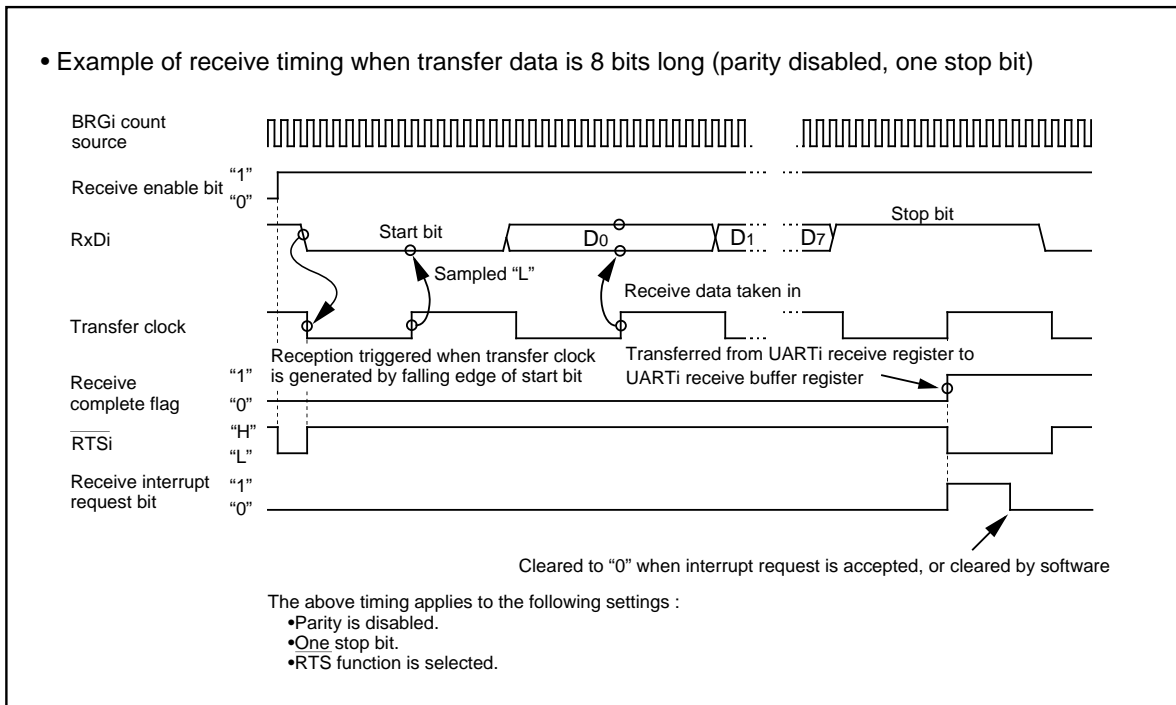 • Example of receive timing when transfer data is 8 bits long (parity disabled, one stop bit)
BRGi count
source
Receive enable bit
“1”
“0”
RxDi
Start bit
D0
D1
D7
Stop bit
Sampled “L”
Receive data taken in
Transfer clock
Reception triggered when transfer clock
is generated by falling edge of start bit
Transferred from UARTi receive register to
UARTi receive buffer register
Receive
complete flag
“1”
“0”
RTSi
“H”
“L”
Receive interrupt
request bit
“1”
“0”
Cleared to “0” when interrupt request is accepted, or cleared by software
The above timing applies to the following settings :
•Parity is disabled.
•One stop bit.
•RTS function is selected.